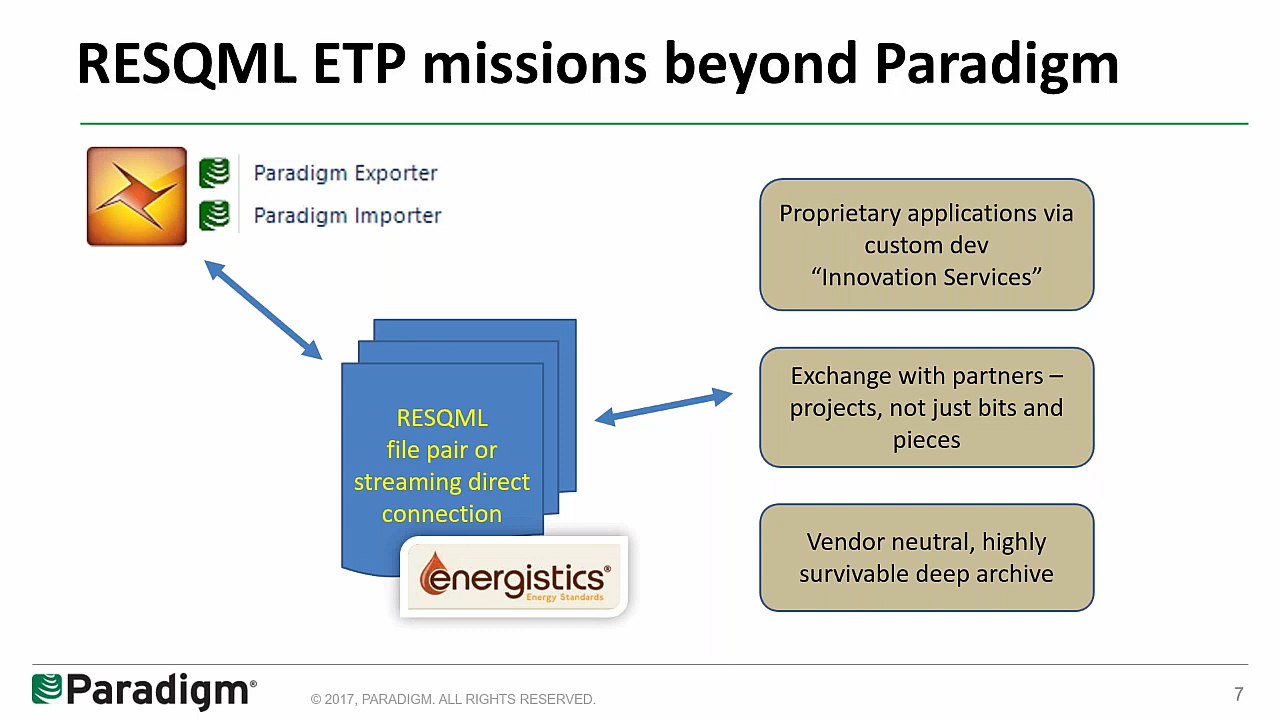 RESQML ETP missions beyond Paradigm
Paradigm Exporter
Paradigm Importer
Proprietary applications via
custom dev
“Innovation Services”
Exchange with partners –
projects, not just bits and
pieces
RESQML
file pair or
streaming direct
connection
Vendor neutral, highly
survivable deep archive
energistics®
Energy Standards
Paradigm®
© 2017, PARADIGM. ALL RIGHTS RESERVED.
7